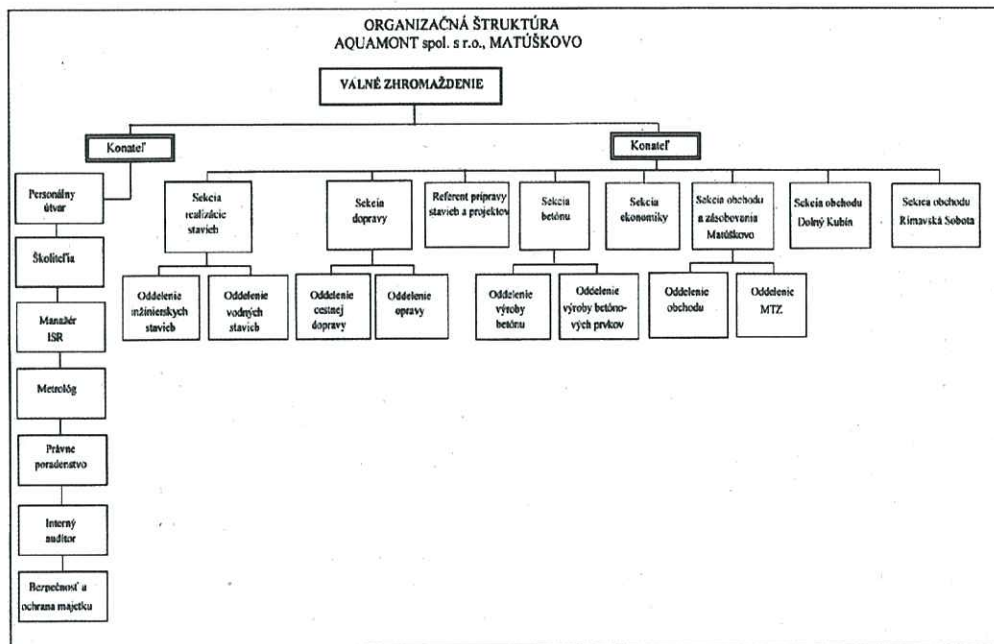 ORGANIZAČNÁ ŠTRUKTÚRA
AQUAMONT spol. s r.o., MATÚŠKOVO
VALNÉ ZHROMAŽDENIE
Konateľ
Konateľ
Personálny
útvar
Školiteľia
Manažér
ISR
Metrológ
Právne
poradenstvo
Interný
audítor
Bezpečnosť a
ochrana majetku
Sekcia
realizácie
stavieb
Sekcia
dopravy
Referent prípravy
stavieb a projektov
Sekcia
betónu
Sekcia
ekonomiky
Sekcia obchodu
a zásobovania
Matúškovo
Sekcia obchodu
Dolný Kubín
Sekcia obchodu
Rimavská Sobota
Oddelenie
inžinierskych
stavieb
Oddelenie
vodných
stavieb
Oddelenie
cestnej
dopravy
Oddelenie
opravy
Oddelenie
výroby
betónu
Oddelenie
výroby betóno-
vých prvkov
Oddelenie
obchodu
Oddelenie
MTZ